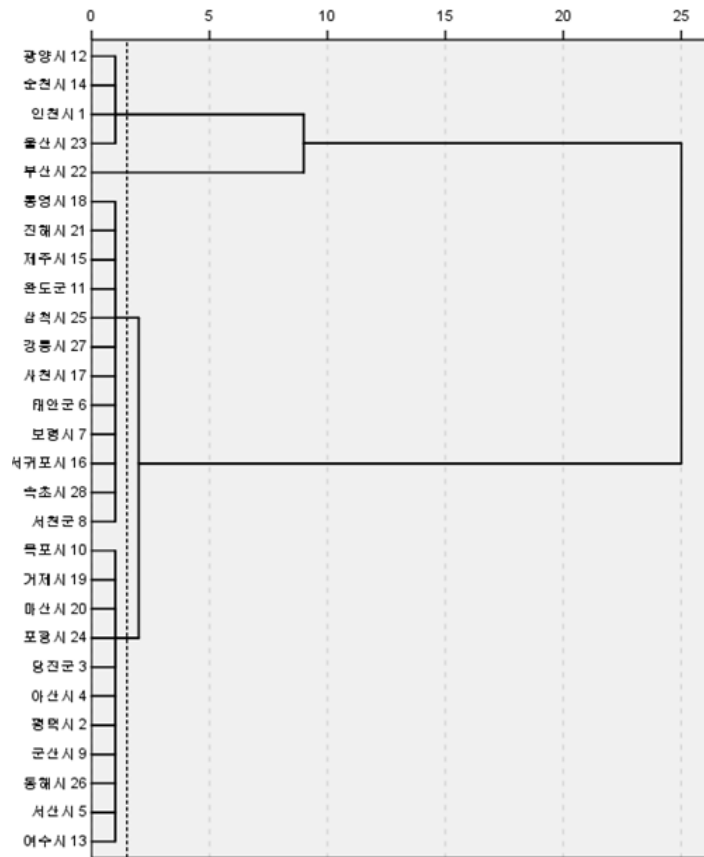 0 5 10 15 20 25
광양시 12
순천시 14
인천시 1
울산시 23
부산시 22
통영시 18
진해시 21
제주시 15
완도군 11
삼척시 25
강릉시 27
사천시 17
태안군 6
보령시 7
서귀포시 16
속초시 28
서천군 8
목포시 10
거제시 19
마산시 20
포항시 24
당진군 3
아산시 4
평택시 2
군산시 9
동해시 26
서산시 5
여수시 13